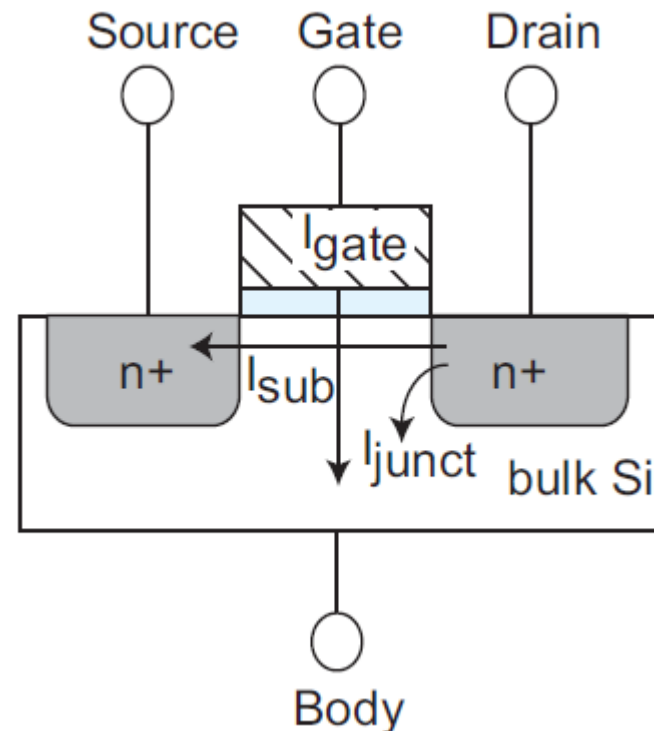 Source Gate Drain
Igate
n+ n+
Isub
Ijunct
bulk Si
Body